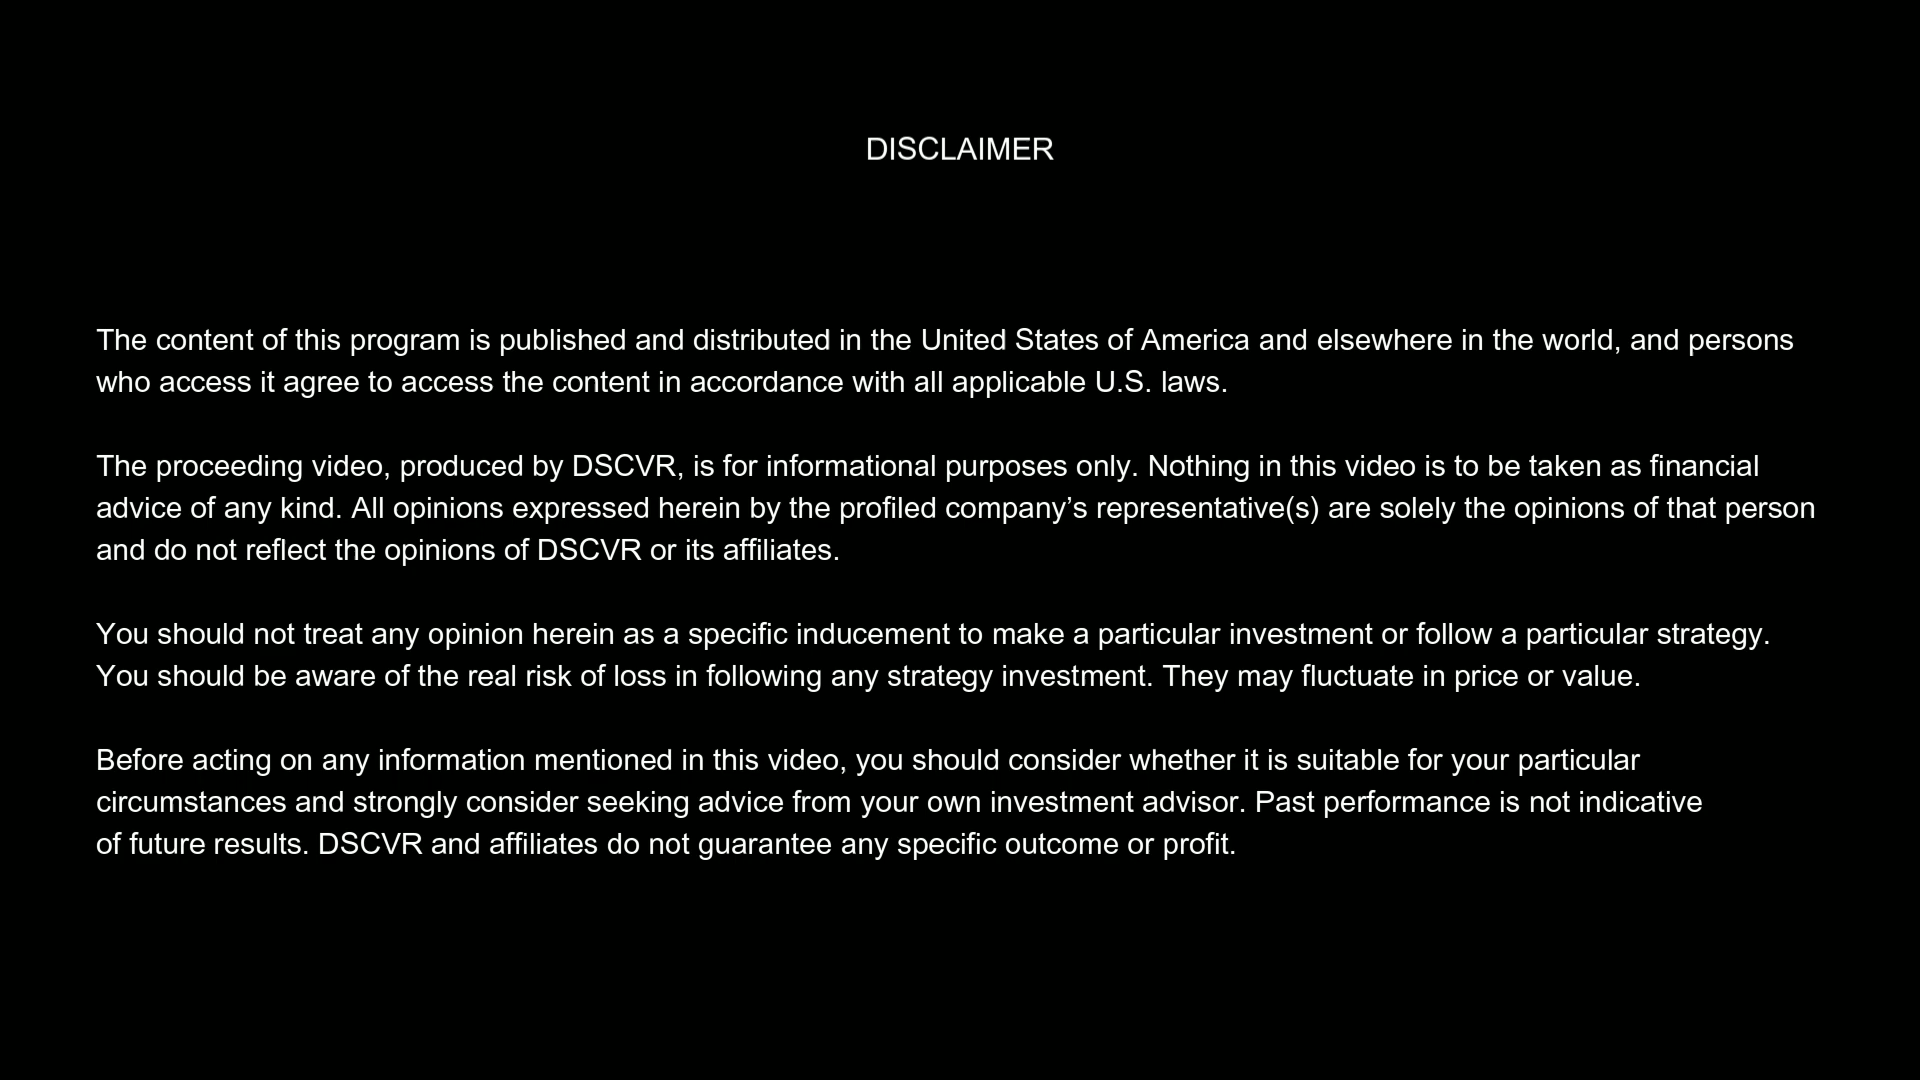 DISCLAIMER
The content of this program is published and distributed in the United States of America and elsewhere in the world, and persons
who access it agree to access the content in accordance with all applicable U.S. laws.
The proceeding video, produced by DSCVR, is for informational purposes only. Nothing in this video is to be taken as financial
advice of any kind. All opinions expressed herein by the profiled company’s representative(s) are solely the opinions of that person
and do not reflect the opinions of DSCVR or its affiliates.
You should not treat any opinion herein as a specific inducement to make a particular investment or follow a particular strategy.
You should be aware of the real risk of loss in following any strategy investment. They may fluctuate in price or value.
Before acting on any information mentioned in this video, you should consider whether it is suitable for your particular
circumstances and strongly consider seeking advice from your own investment advisor. Past performance is not indicative
of future results. DSCVR and affiliates do not guarantee any specific outcome or profit.